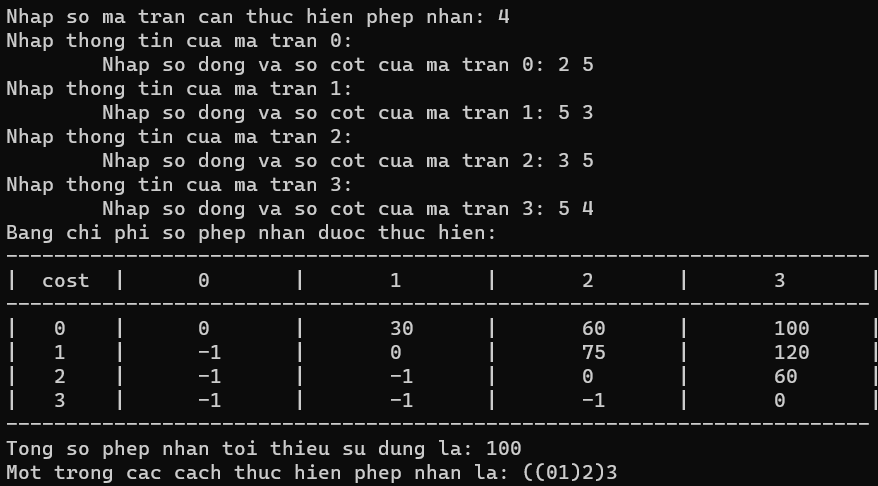 Nhap so ma tran can thuc hien phep nhan: 4
Nhap thong tin cua ma tran 0:
Nhap so dong va so cot cua ma tran 0: 2 5
Nhap thong tin cua ma tran 1:
Nhap so dong va so cot cua ma tran 1: 5 3
Nhap thong tin cua ma tran 2:
Nhap so dong va so cot cua ma tran 2: 3 5
Nhap thong tin cua ma tran 3:
Nhap so dong va so cot cua ma tran 3: 5 4
Bang chi phi so phep nhan duoc thuc hien:
------------------------------------------------------------------------
| cost | 0 | 1 | 2 | 3 |
------------------------------------------------------------------------
| 0 | 0 | 30 | 60 | 100 |
| 1 | -1 | 0 | 75 | 120 |
| 2 | -1 | -1 | 0 | 60 |
| 3 | -1 | -1 | -1 | 0 |
------------------------------------------------------------------------
Tong so phep nhan toi thieu su dung la: 100
Mot trong cac cach thuc hien phep nhan la: ((01)2)3